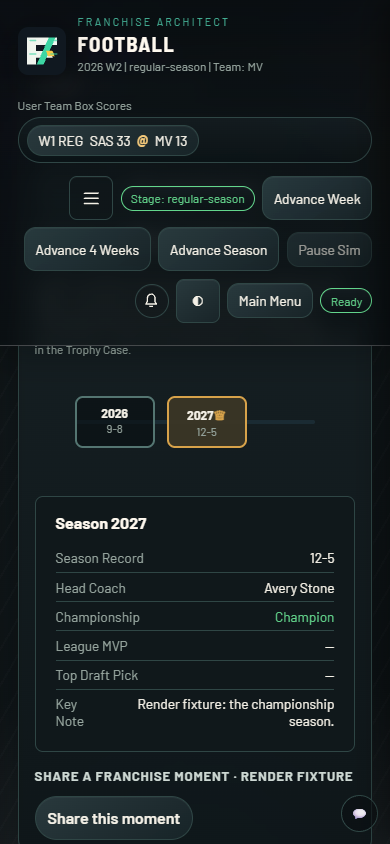 FRANCHISE ARCHITECT
FOOTBALL
2026 W2 | regular-season | Team: MV
User Team Box Scores
W1 REG SAS 33 @ MV 13
Stage: regular-season
Advance Week
Advance 4 Weeks
Advance Season
Pause Sim
Main Menu
Ready
in the Trophy Case.
2026
9-8
2027
12-5
Season 2027
Season Record 12-5
Head Coach Avery Stone
Championship Champion
League MVP —
Top Draft Pick —
Key Note Render fixture: the championship season.
SHARE A FRANCHISE MOMENT · RENDER FIXTURE
Share this moment